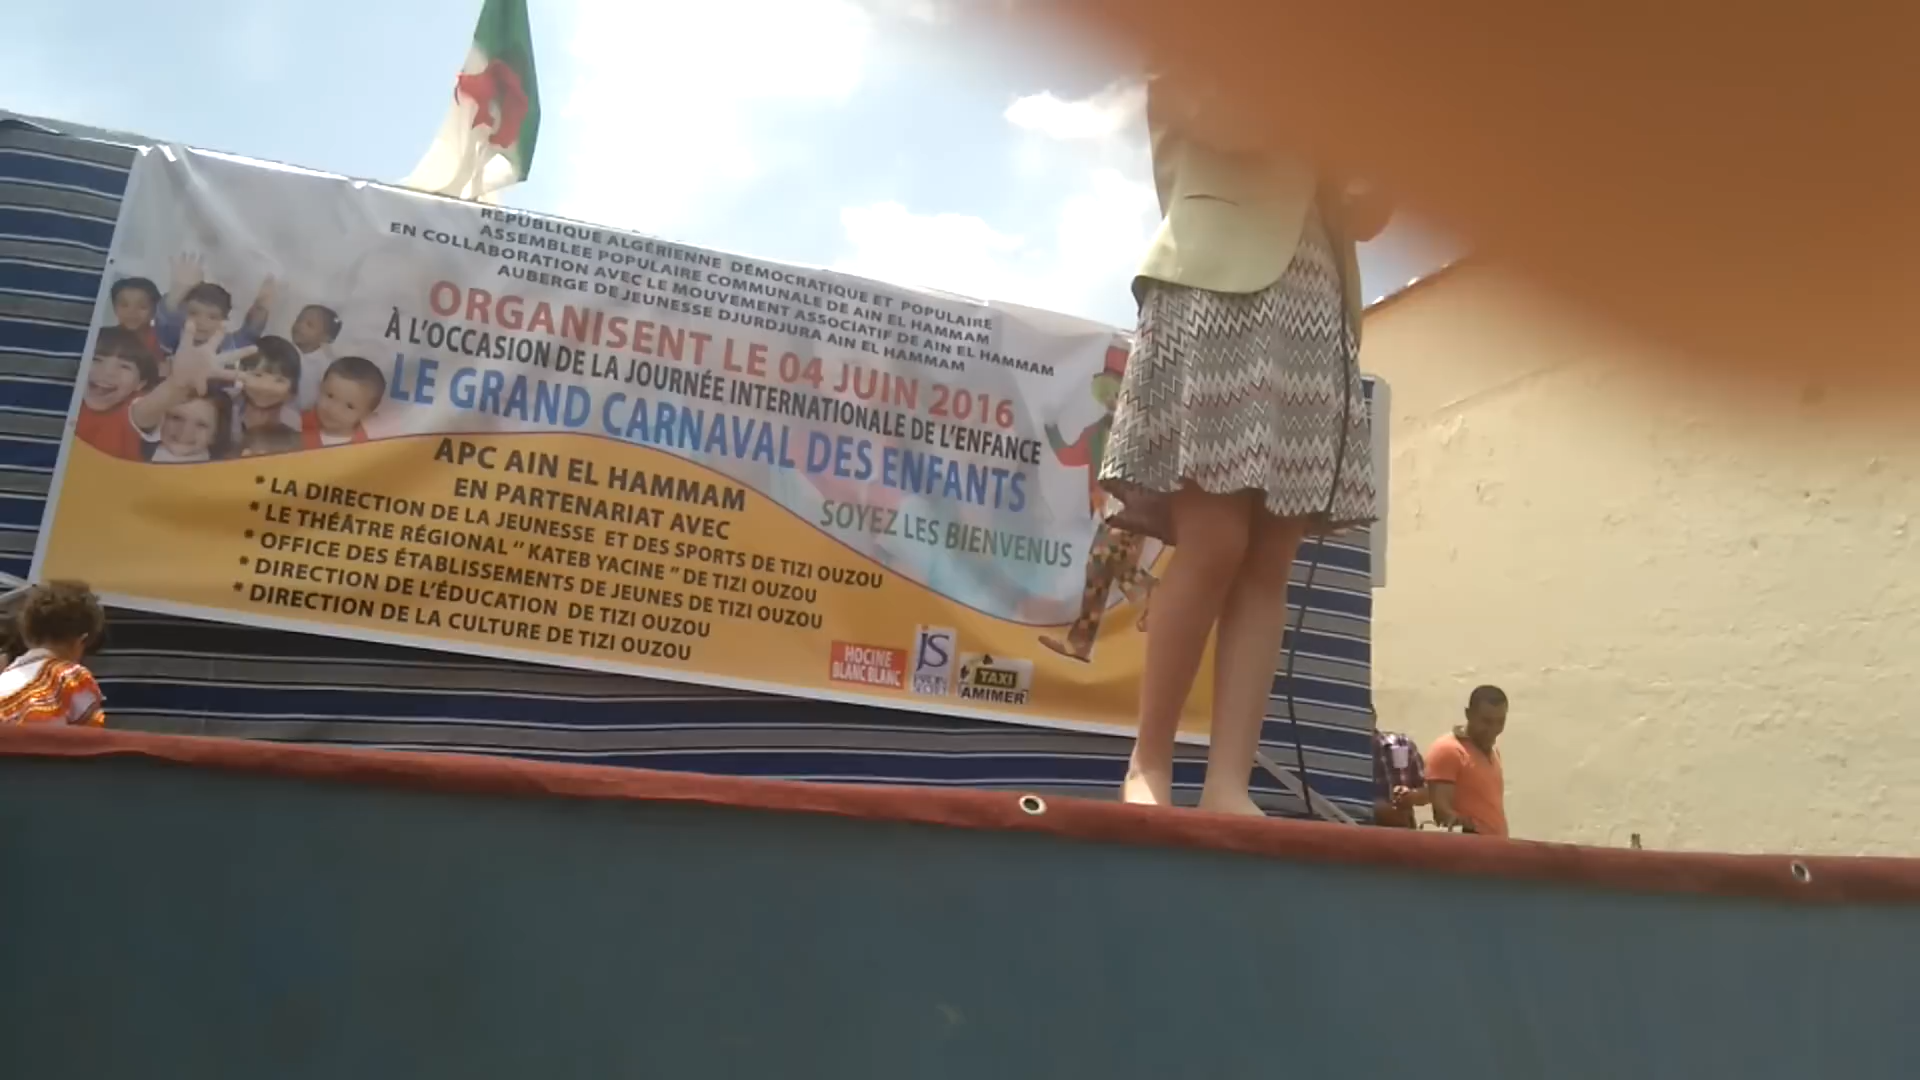 RÉPUBLIQUE ALGÉRIENNE DÉMOCRATIQUE ET POPULAIRE
ASSEMBLEE POPULAIRE COMMUNALE DE AIN EL HAMMAM
EN COLLABORATION AVEC LE MOUVEMENT ASSOCIATIF DE AIN EL HAMMAM
AUBERGE DE JEUNESSE DJURDJURA AIN EL HAMMAM
ORGANISENT LE 04 JUIN 2016
À L'OCCASION DE LA JOURNÉE INTERNATIONALE DE L'ENFANCE
LE GRAND CARNAVAL DES ENFANTS
SOYEZ LES BIENVENUS
APC AIN EL HAMMAM
EN PARTENARIAT AVEC
* LA DIRECTION DE LA JEUNESSE ET DES SPORTS DE TIZI OUZOU
* LE THÉÂTRE RÉGIONAL " KATEB YACINE " DE TIZI OUZOU
* OFFICE DES ÉTABLISSEMENTS DE JEUNES DE TIZI OUZOU
* DIRECTION DE L'ÉDUCATION DE TIZI OUZOU
* DIRECTION DE LA CULTURE DE TIZI OUZOU
HOCINE
BLANC BLANC
JS
TAXI
AMIMER